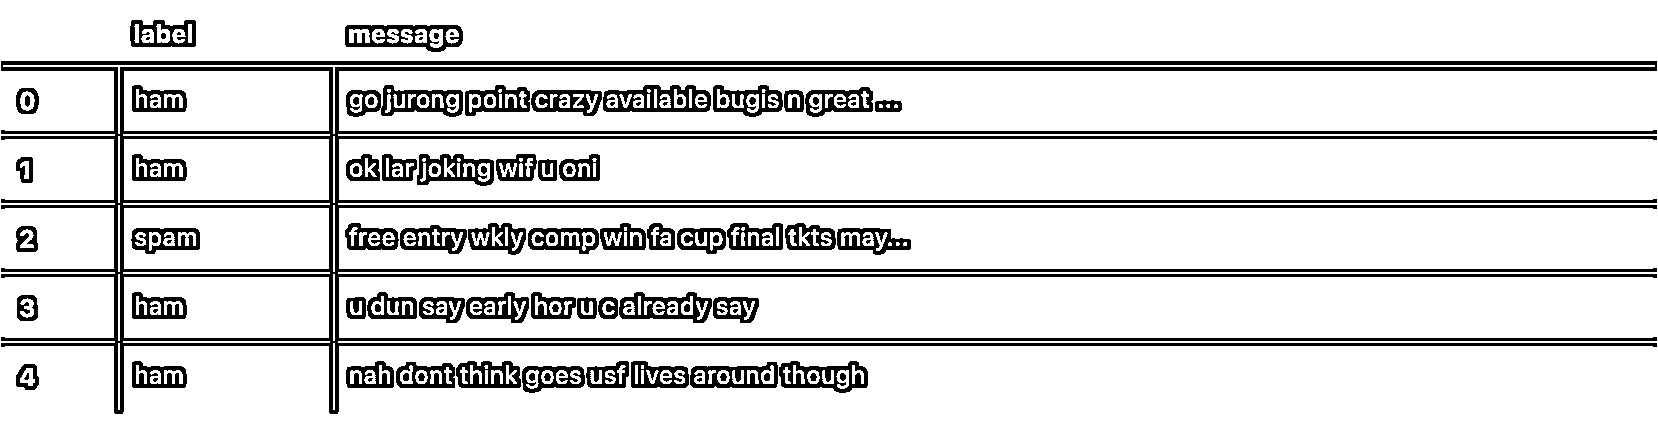 label message
0 ham go jurong point crazy available bugis n great ...
1 ham ok lar joking wif u oni
2 spam free entry wkly comp win fa cup final tkts may...
3 ham u dun say early hor u c already say
4 ham nah dont think goes usf lives around though